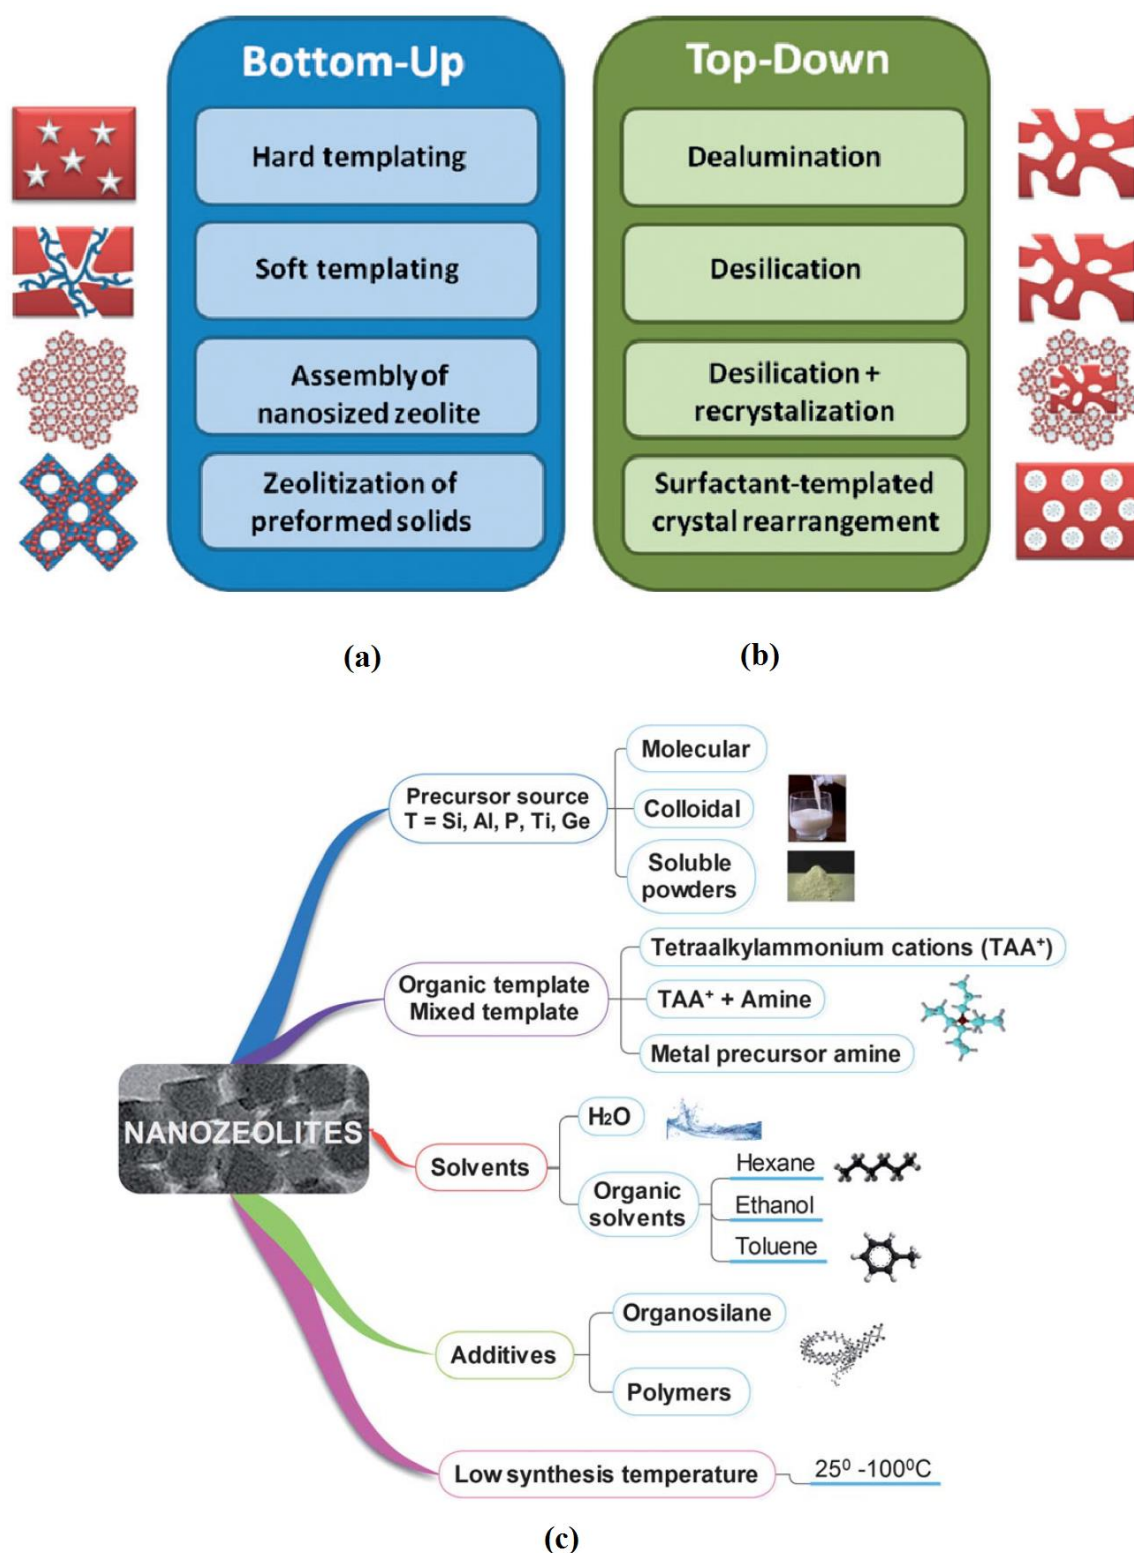 Bottom-Up
Hard templating
Soft templating
Assembly of
nanosized zeolite
Zeolitization of
preformed solids
Top-Down
Dealumination
Desilication
Desilication +
recrystalization
Surfactant-templated
crystal rearrangement
(a)
(b)
NANOZEOLITES
Precursor source
T = Si, Al, P, Ti, Ge
Molecular
Colloidal
Soluble
powders
Organic template
Mixed template
Tetraalkylammonium cations (TAA⁺)
TAA⁺ + Amine
Metal precursor amine
Solvents
H₂O
Organic
solvents
Hexane
Ethanol
Toluene
Additives
Organosilane
Polymers
Low synthesis temperature
25⁰ -100⁰C
(c)